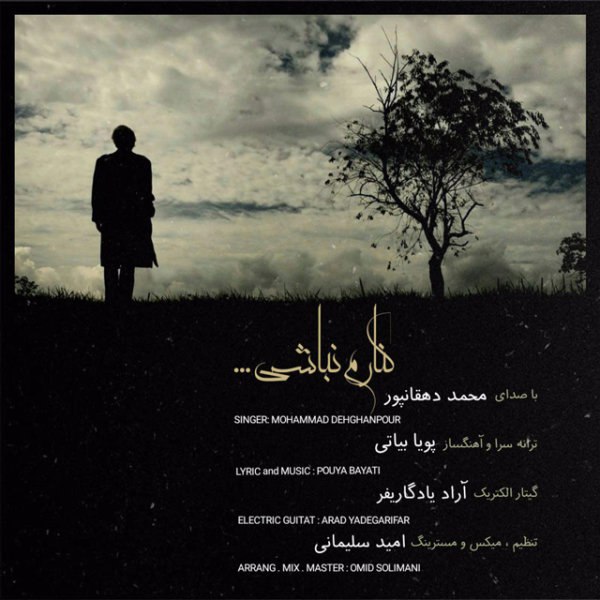 کنارم نباشی ...
با صدای محمد دهقانپور
SINGER: MOHAMMAD DEHGHANPOUR
ترانه سرا و آهنگساز پویا بیاتی
LYRIC and MUSIC : POUYA BAYATI
گیتار الکتریک آراد یادگاریفر
ELECTRIC GUITAT : ARAD YADEGARIFAR
تنظیم ، میکس و مسترینگ امید سلیمانی
ARRANG . MIX . MASTER : OMID SOLIMANI